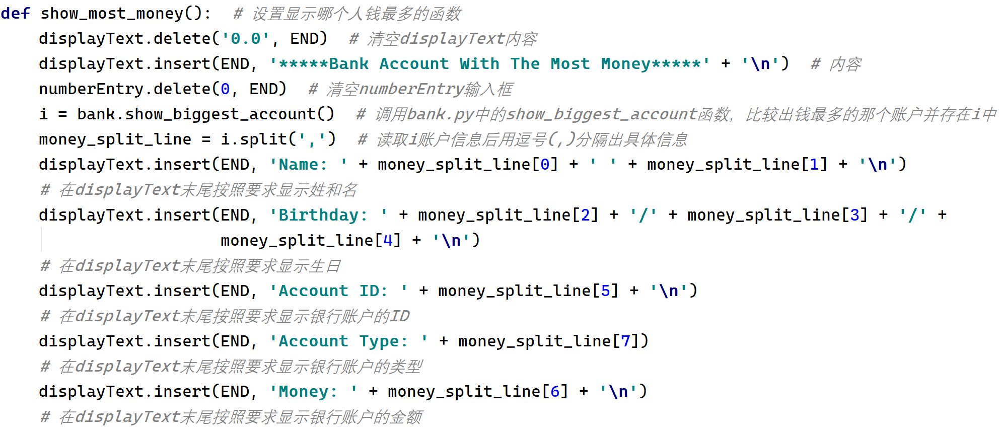 def show_most_money():  # 设置显示哪个人钱最多的函数
    displayText.delete('0.0', END)  # 清空displayText内容
    displayText.insert(END, '*****Bank Account With The Most Money*****' + '\n')  # 内容
    numberEntry.delete(0, END)  # 清空numberEntry输入框
    i = bank.show_biggest_account()  # 调用bank.py中的show_biggest_account函数，比较出钱最多的那个账户并存在i中
    money_split_line = i.split(',')  # 读取i账户信息后用逗号(,)分隔出具体信息
    displayText.insert(END, 'Name: ' + money_split_line[0] + ' ' + money_split_line[1] + '\n')
    # 在displayText末尾按照要求显示姓和名
    displayText.insert(END, 'Birthday: ' + money_split_line[2] + '/' + money_split_line[3] + '/' +
                       money_split_line[4] + '\n')
    # 在displayText末尾按照要求显示生日
    displayText.insert(END, 'Account ID: ' + money_split_line[5] + '\n')
    # 在displayText末尾按照要求显示银行账户的ID
    displayText.insert(END, 'Account Type: ' + money_split_line[7])
    # 在displayText末尾按照要求显示银行账户的类型
    displayText.insert(END, 'Money: ' + money_split_line[6] + '\n')
    # 在displayText末尾按照要求显示银行账户的金额